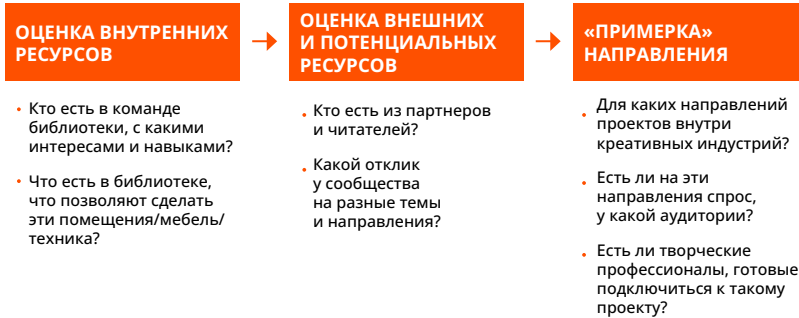 ОЦЕНКА ВНУТРЕННИХ
РЕСУРСОВ
• Кто есть в команде
библиотеки, с какими
интересами и навыками?
• Что есть в библиотеке,
что позволяют сделать
эти помещения/мебель/
техника?
ОЦЕНКА ВНЕШНИХ
И ПОТЕНЦИАЛЬНЫХ
РЕСУРСОВ
• Кто есть из партнеров
и читателей?
• Какой отклик
у сообщества
на разные темы
и направления?
«ПРИМЕРКА»
НАПРАВЛЕНИЯ
• Для каких направлений
проектов внутри
креативных индустрий?
• Есть ли на эти
направления спрос,
у какой аудитории?
• Есть ли творческие
профессионалы, готовые
подключиться к такому
проекту?